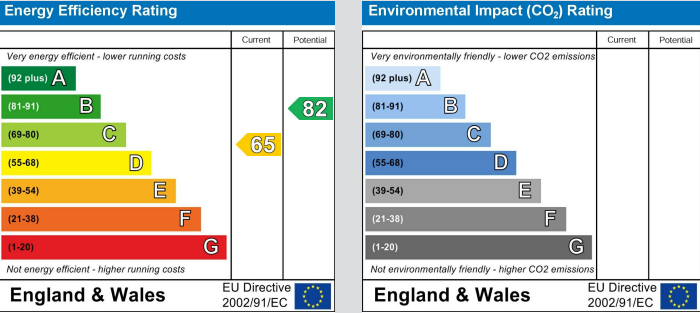 Energy Efficiency Rating
Current Potential
Very energy efficient - lower running costs
(92 plus) A
(81-91) B
82
(69-80) C
65
(55-68) D
(39-54) E
(21-38) F
(1-20) G
Not energy efficient - higher running costs
England & Wales
EU Directive
2002/91/EC
Environmental Impact (CO₂) Rating
Current Potential
Very environmentally friendly - lower CO2 emissions
(92 plus) A
(81-91) B
(69-80) C
(55-68) D
(39-54) E
(21-38) F
(1-20) G
Not environmentally friendly - higher CO2 emissions
England & Wales
EU Directive
2002/91/EC